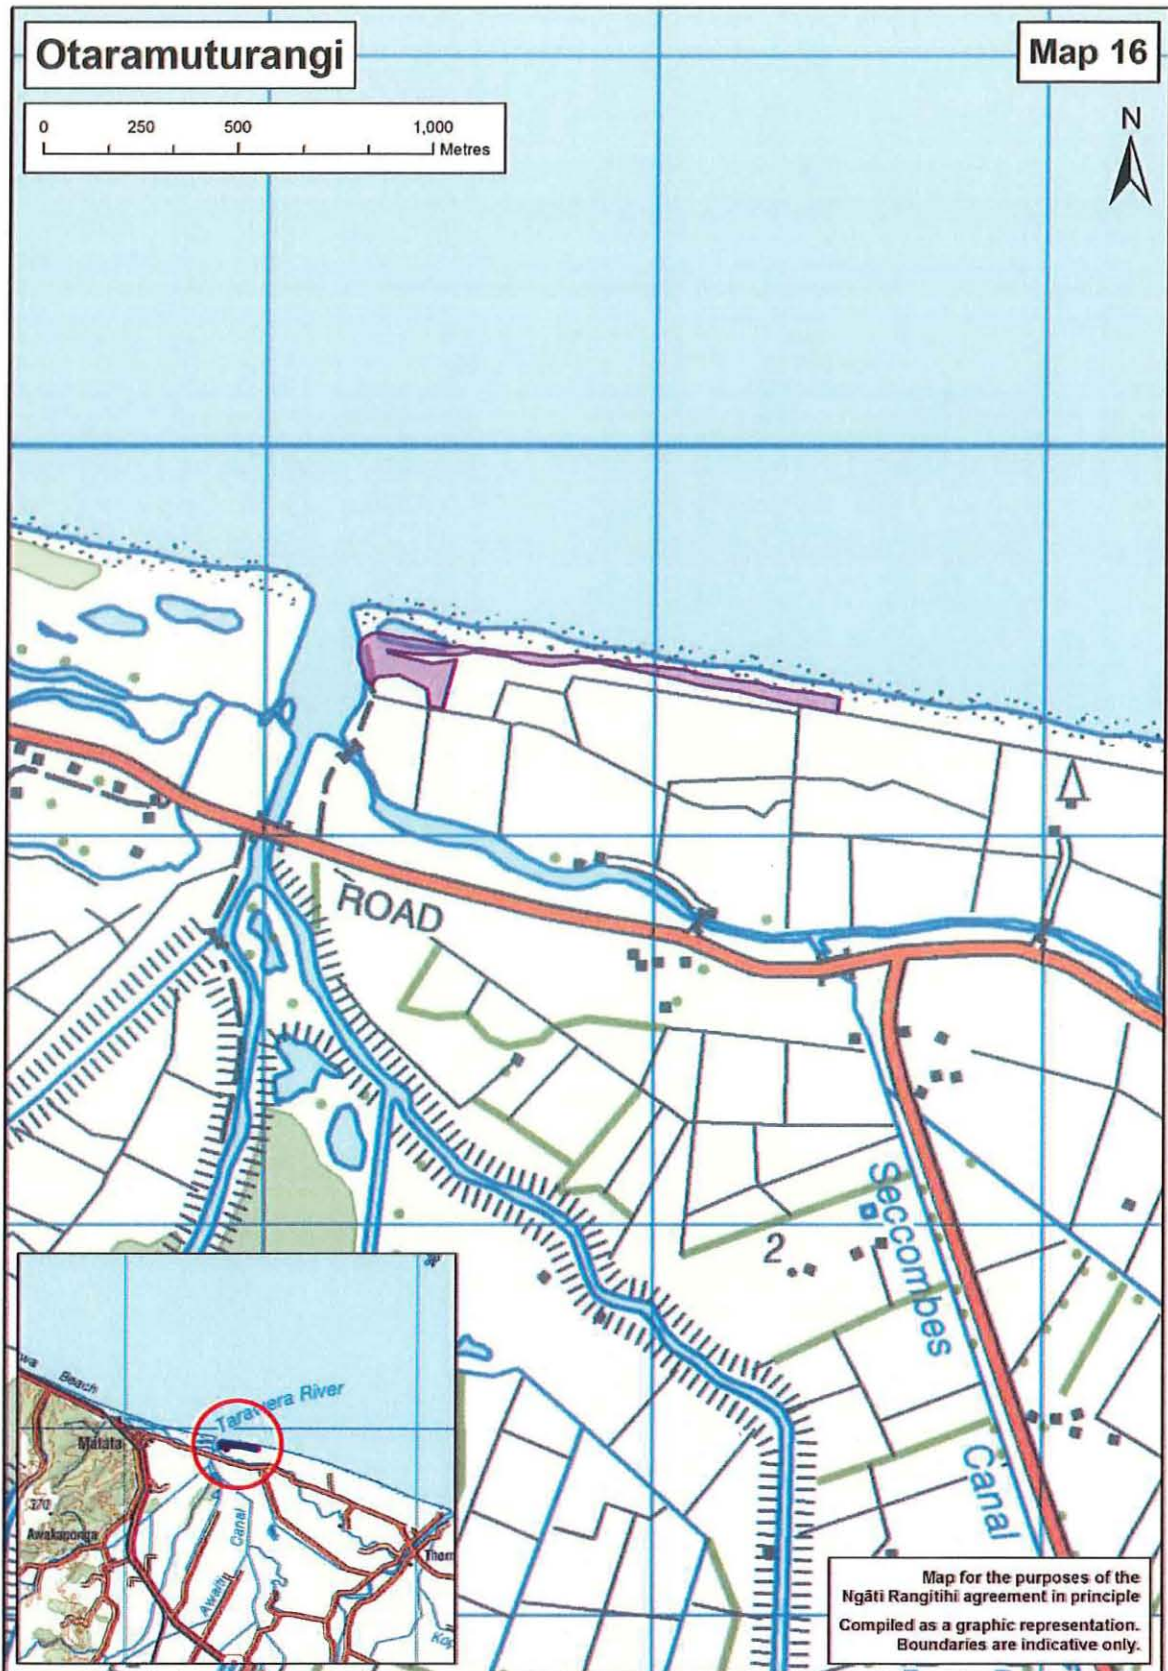 Otaramuturangi
Map 16
0 250 500 1,000
Metres
N
ROAD
Seccombes
Canal
2
N
Beach
Tarawera River
Matata
370
Awakaponga
Canal
Awaiti
Map for the purposes of the
Ngāti Rangitihi agreement in principle
Compiled as a graphic representation.
Boundaries are indicative only.